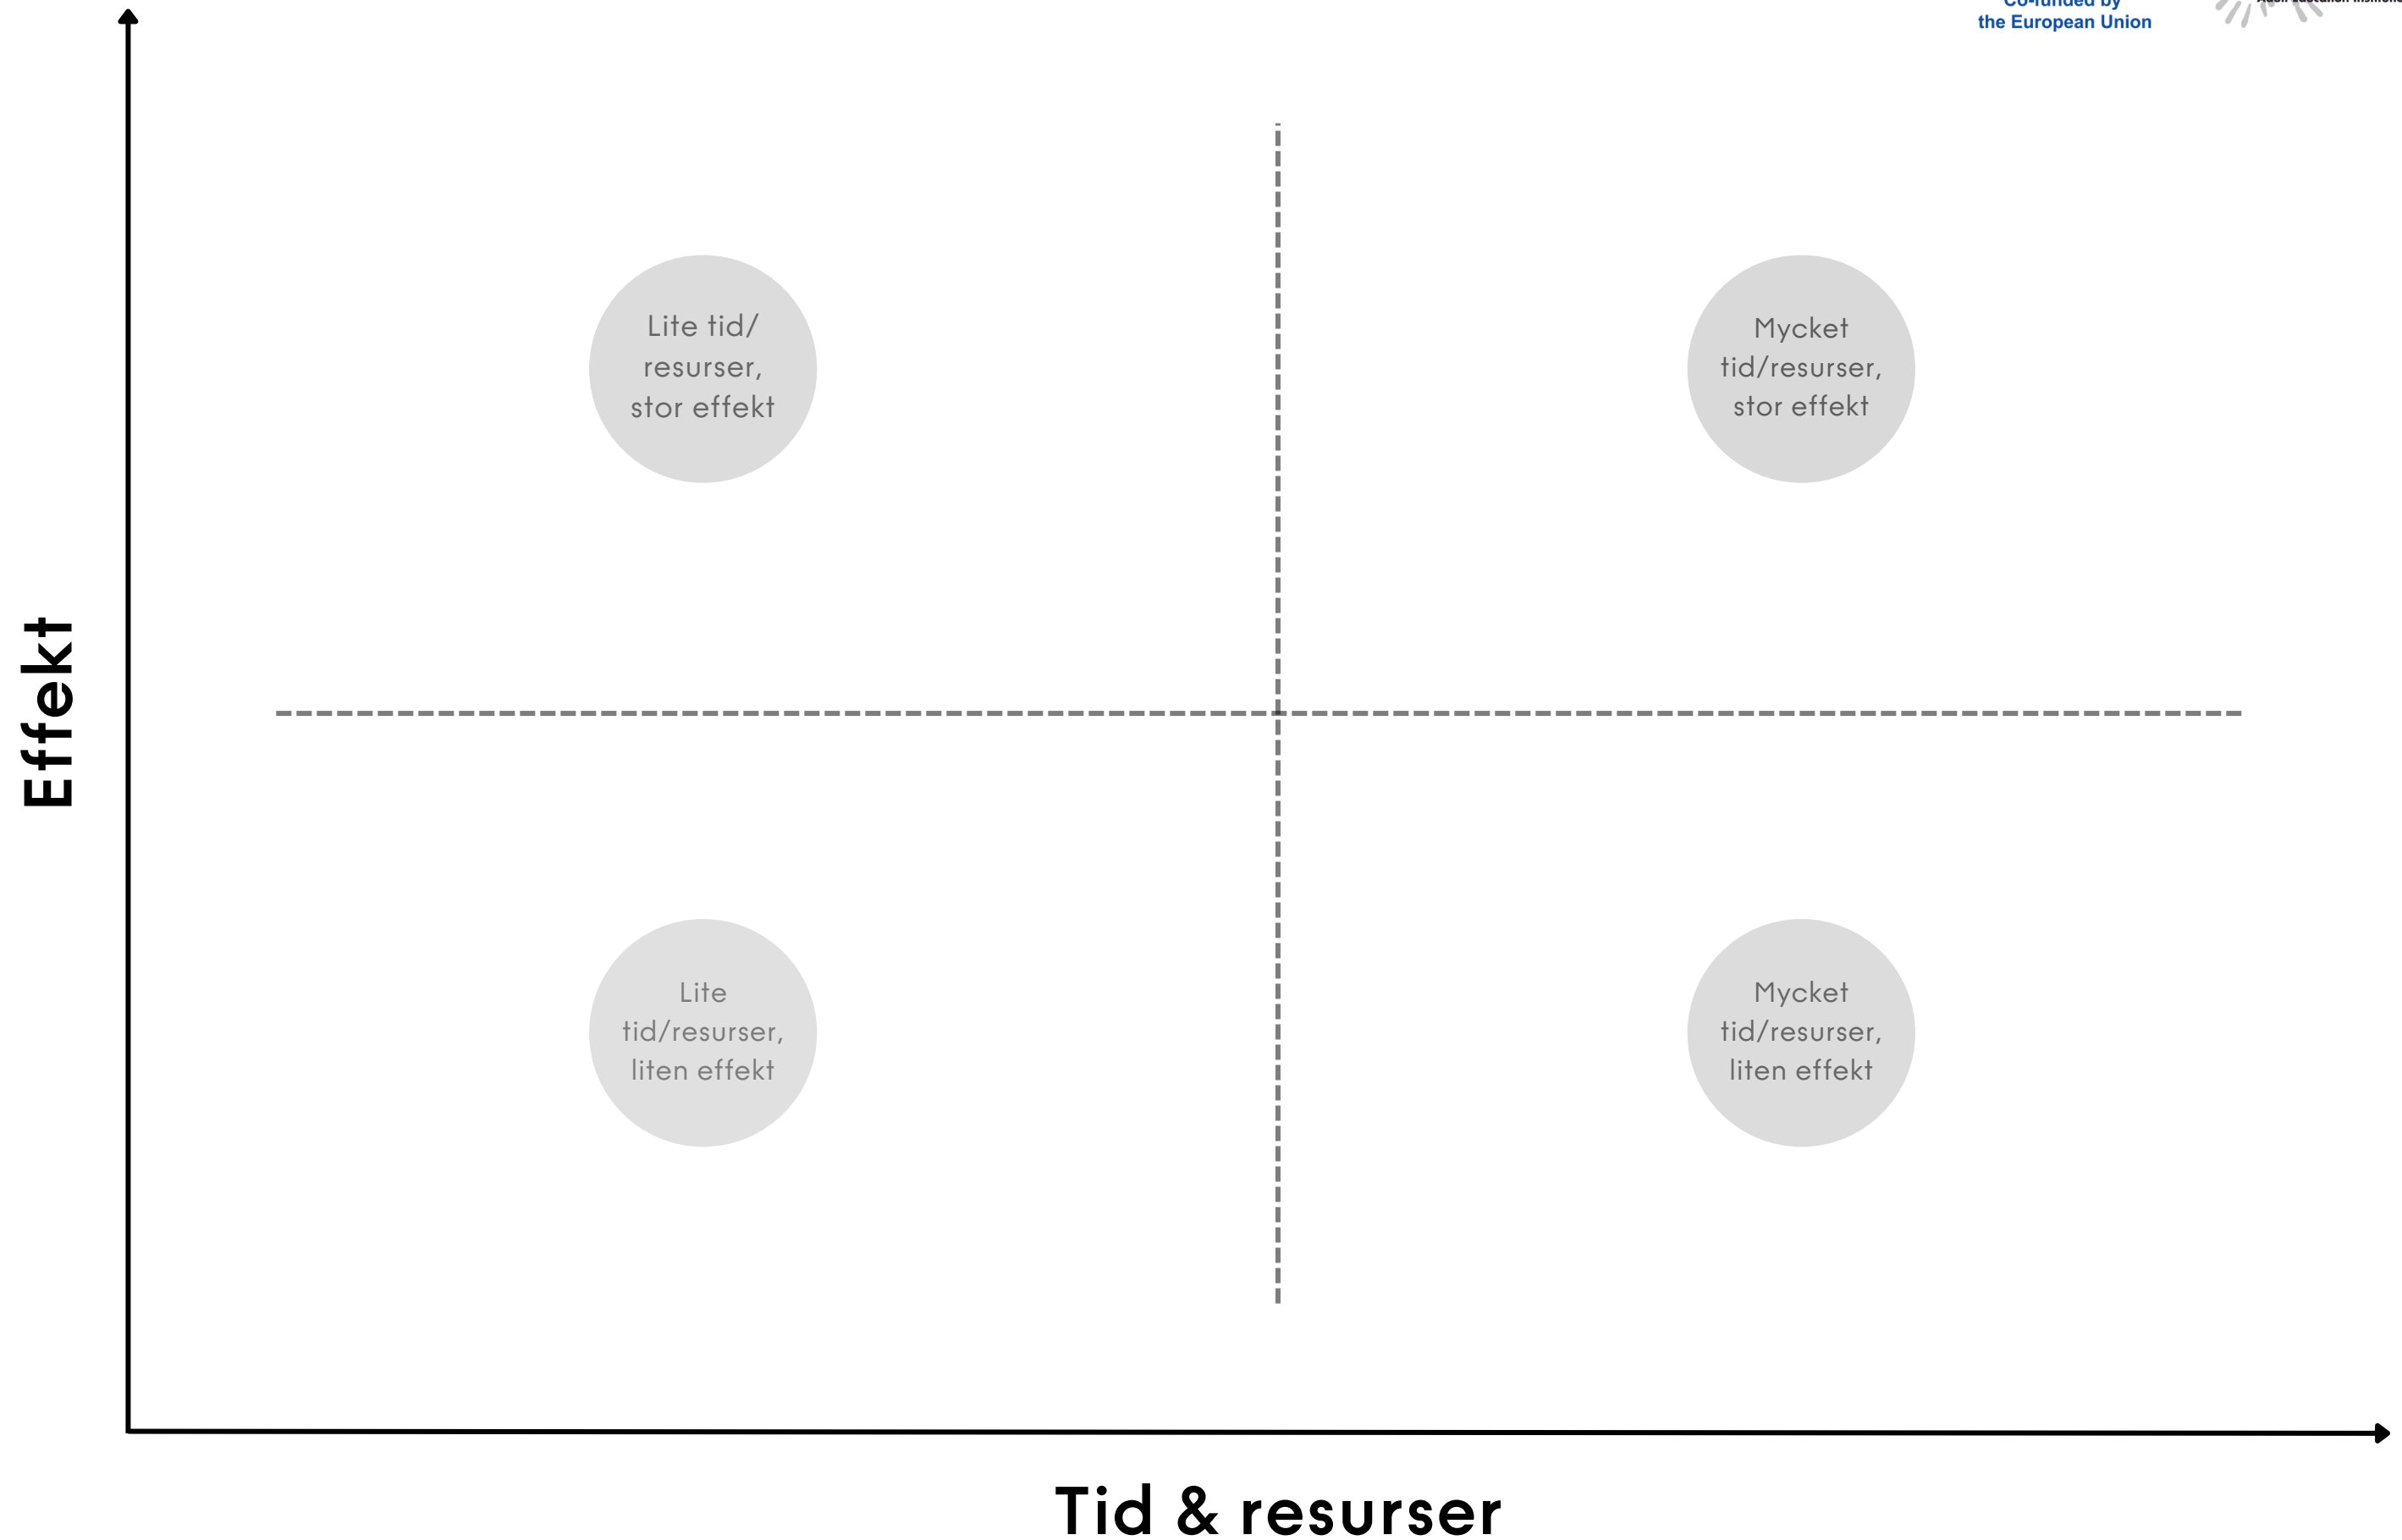 Co-funded by
the European Union
Lite tid/
resurser,
stor effekt
Mycket
tid/resurser,
stor effekt
Effekt
Lite
tid/resurser,
liten effekt
Mycket
tid/resurser,
liten effekt
Tid & resurser